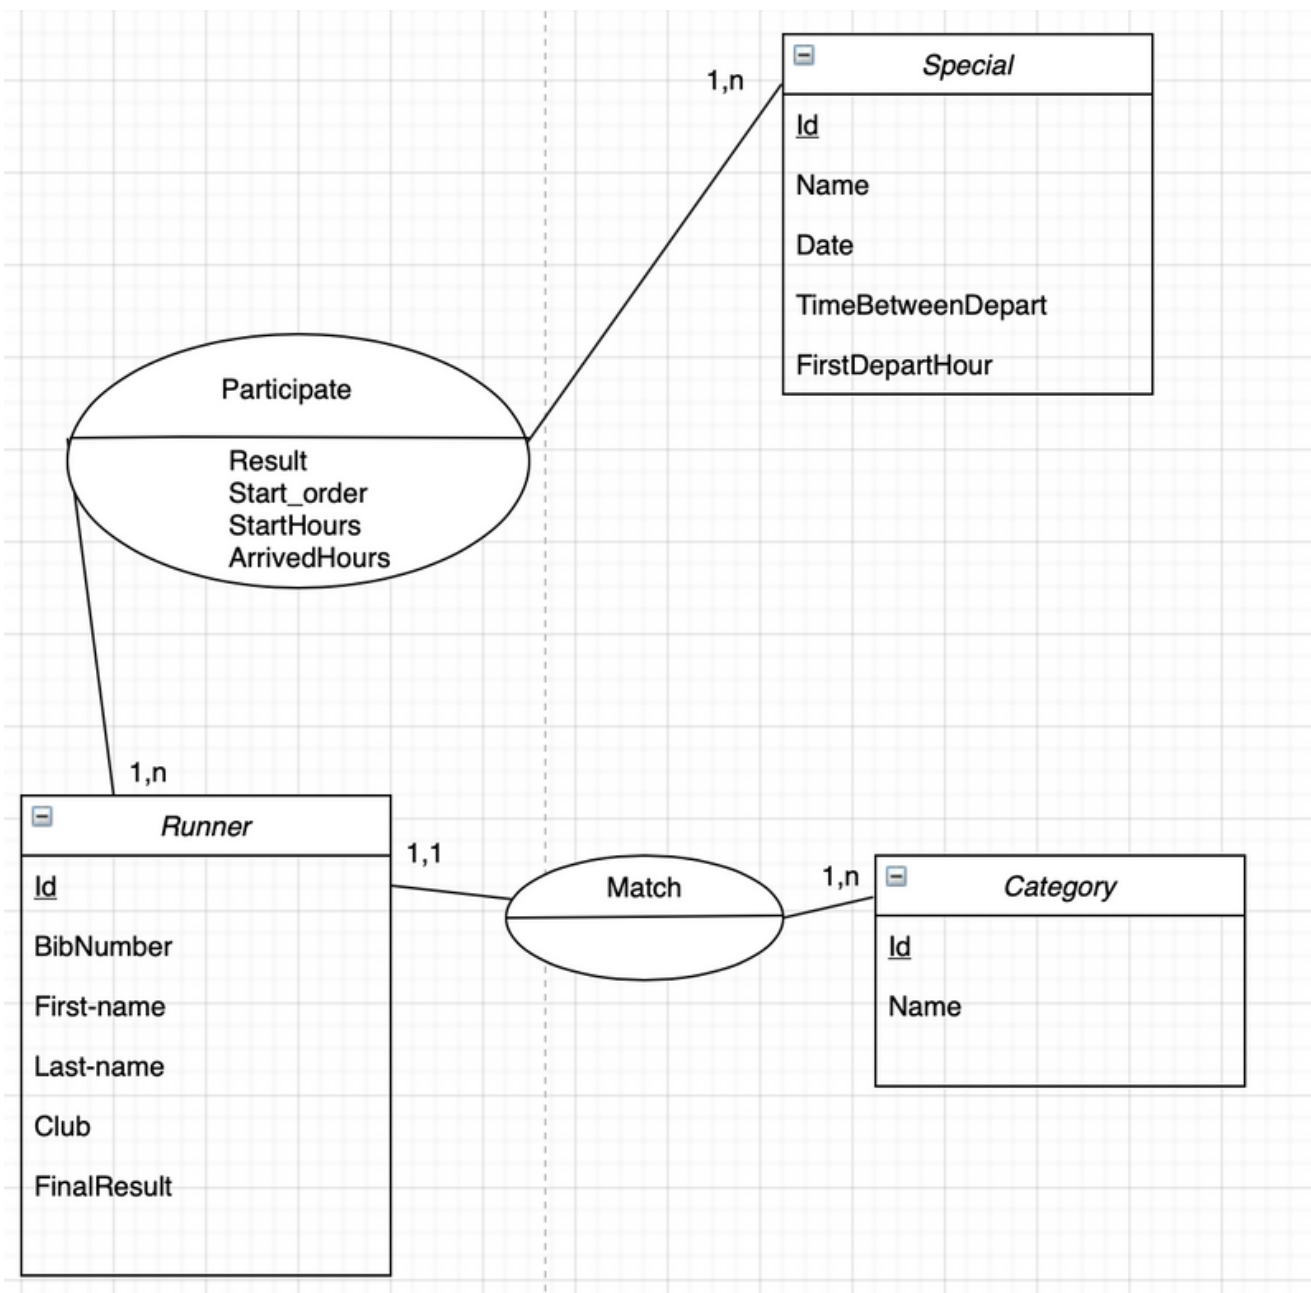 1,n
Special
Id
Name
Date
TimeBetweenDepart
FirstDepartHour
Participate
Result
Start_order
StartHours
ArrivedHours
1,n
Runner
Id
BibNumber
First-name
Last-name
Club
FinalResult
1,1
Match
1,n
Category
Id
Name